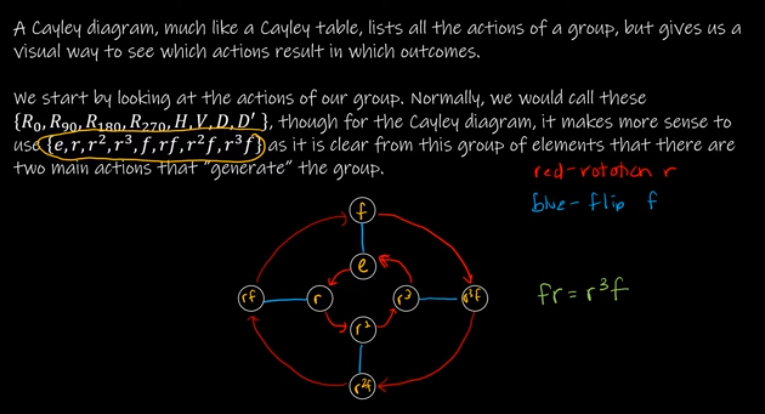 A Cayley diagram, much like a Cayley table, lists all the actions of a group, but gives us a
visual way to see which actions result in which outcomes.
We start by looking at the actions of our group. Normally, we would call these
{R₀, R₉₀, R₁₈₀, R₂₇₀, H, V, D, D′ }, though for the Cayley diagram, it makes more sense to
use {e, r, r², r³, f, rf, r²f, r³f} as it is clear from this group of elements that there are
two main actions that "generate" the group.
red - rotation r
blue - flip f
f
e
rf
r
r³
r³f
fr = r³f
r²
r²f